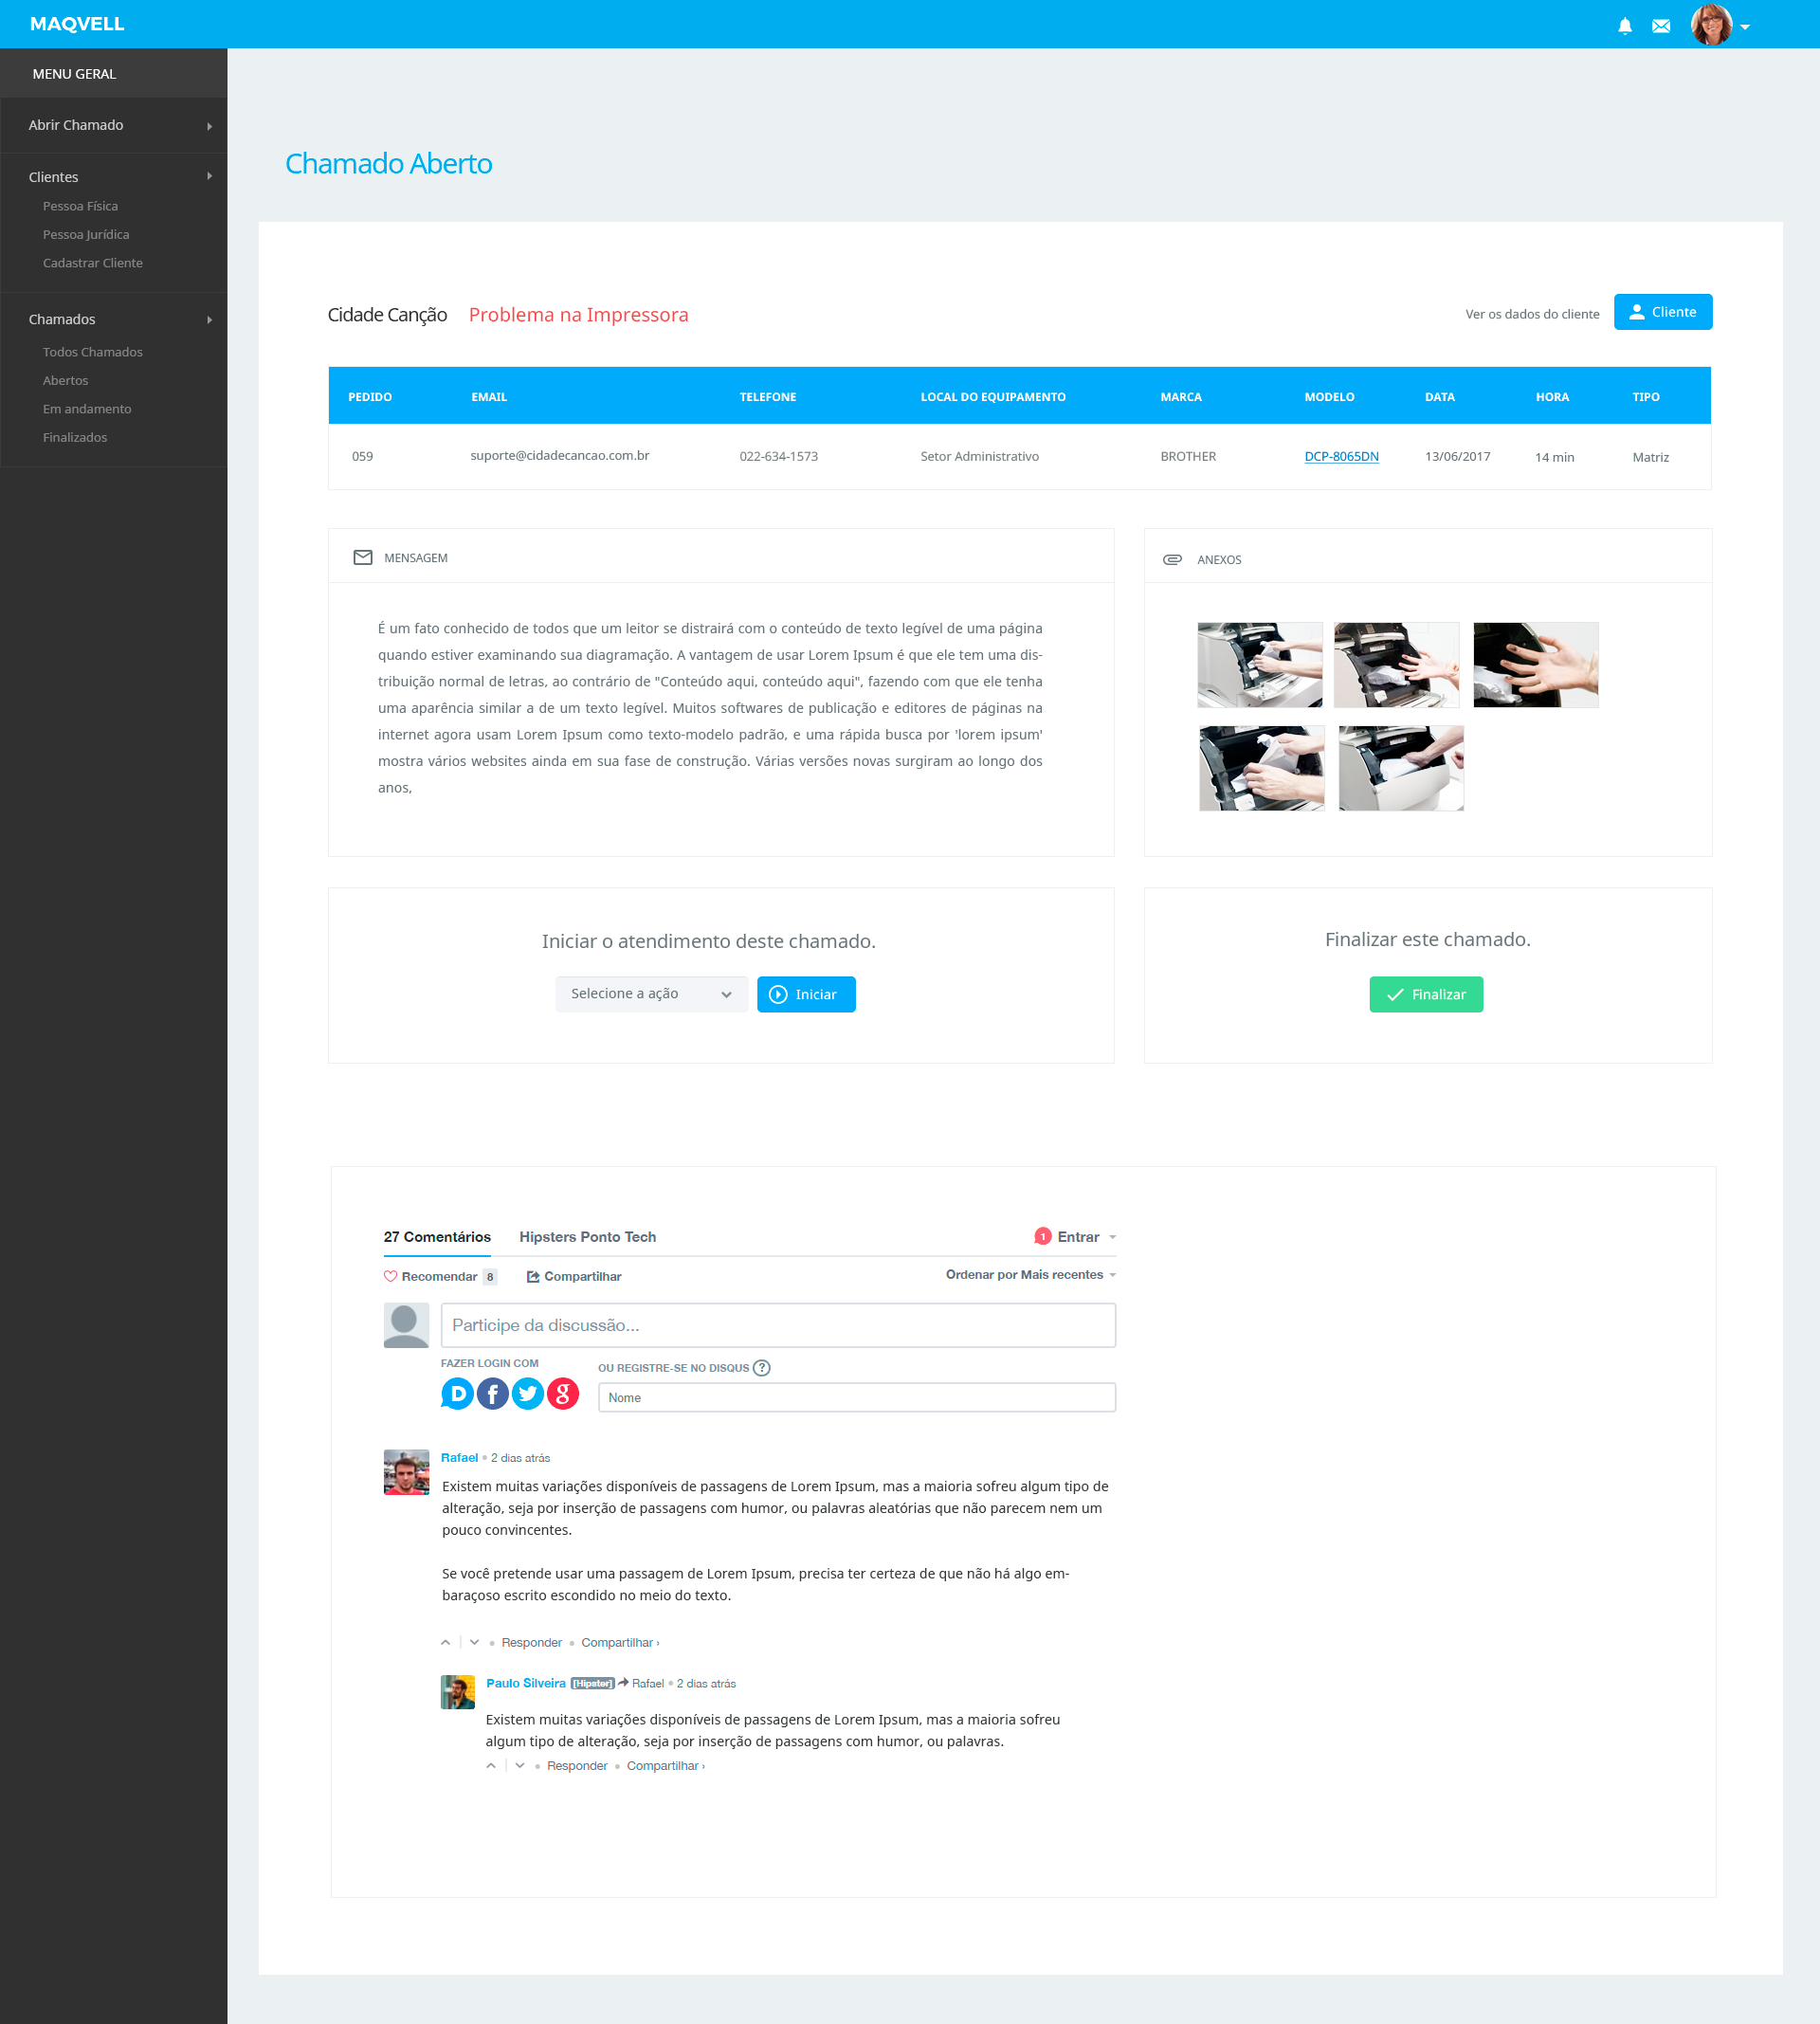 MAQVELL
MENU GERAL
Abrir Chamado
Clientes
Pessoa Física
Pessoa Jurídica
Cadastrar Cliente
Chamados
Todos Chamados
Abertos
Em andamento
Finalizados
Chamado Aberto
Cidade Canção Problema na Impressora
Ver os dados do cliente Cliente
PEDIDO EMAIL TELEFONE LOCAL DO EQUIPAMENTO MARCA MODELO DATA HORA TIPO
059 suporte@cidadecancao.com.br 022-634-1573 Setor Administrativo BROTHER DCP-8065DN 13/06/2017 14 min Matriz
MENSAGEM
É um fato conhecido de todos que um leitor se distrairá com o conteúdo de texto legível de uma página
quando estiver examinando sua diagramação. A vantagem de usar Lorem Ipsum é que ele tem uma dis-
tribuição normal de letras, ao contrário de "Conteúdo aqui, conteúdo aqui", fazendo com que ele tenha
uma aparência similar a de um texto legível. Muitos softwares de publicação e editores de páginas na
internet agora usam Lorem Ipsum como texto-modelo padrão, e uma rápida busca por 'lorem ipsum'
mostra vários websites ainda em sua fase de construção. Várias versões novas surgiram ao longo dos
anos,
ANEXOS
Iniciar o atendimento deste chamado.
Selecione a ação Iniciar
Finalizar este chamado.
Finalizar
27 Comentários Hipsters Ponto Tech 1 Entrar
Recomendar 8 Compartilhar Ordenar por Mais recentes
Participe da discussão...
FAZER LOGIN COM
OU REGISTRE-SE NO DISQUS ?
D f g
Nome
Rafael • 2 dias atrás
Existem muitas variações disponíveis de passagens de Lorem Ipsum, mas a maioria sofreu algum tipo de
alteração, seja por inserção de passagens com humor, ou palavras aleatórias que não parecem nem um
pouco convincentes.
Se você pretende usar uma passagem de Lorem Ipsum, precisa ter certeza de que não há algo em-
baraçoso escrito escondido no meio do texto.
• Responder • Compartilhar ›
Paulo Silveira [Hipster] Rafael • 2 dias atrás
Existem muitas variações disponíveis de passagens de Lorem Ipsum, mas a maioria sofreu
algum tipo de alteração, seja por inserção de passagens com humor, ou palavras.
• Responder • Compartilhar ›